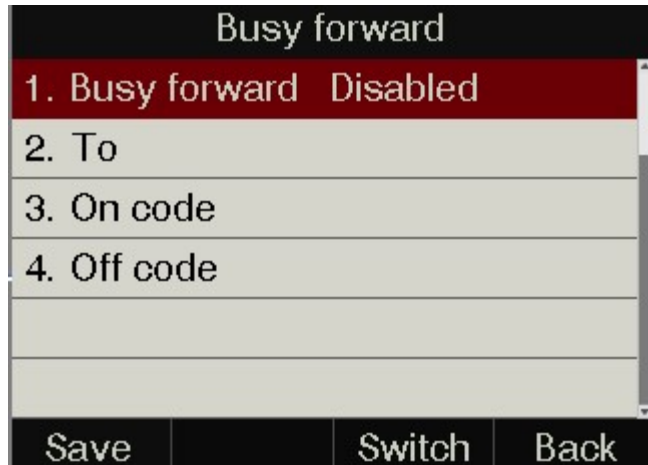 Busy forward
1. Busy forward Disabled
2. To
3. On code
4. Off code
Save Switch Back